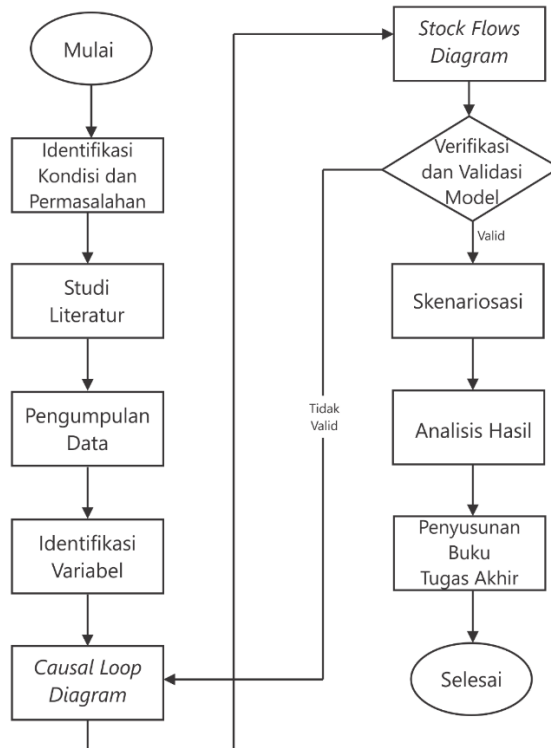 Mulai
Identifikasi
Kondisi dan
Permasalahan
Studi
Literatur
Pengumpulan
Data
Identifikasi
Variabel
Causal Loop
Diagram
Stock Flows
Diagram
Verifikasi
dan Validasi
Model
Valid
Tidak
Valid
Skenariosasi
Analisis Hasil
Penyusunan
Buku
Tugas Akhir
Selesai